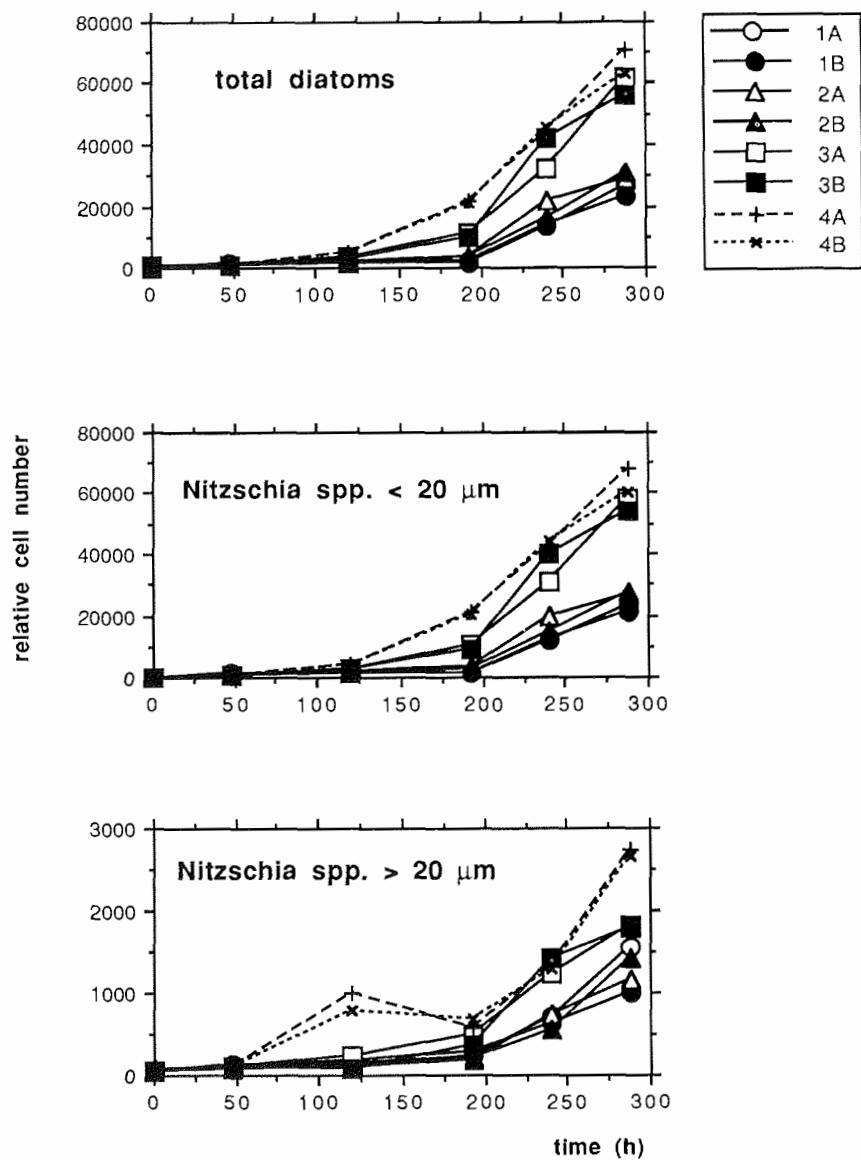 80000
60000
40000
20000
0
total diatoms
0 50 100 150 200 250 300
1A
1B
2A
2B
3A
3B
4A
4B
relative cell number
80000
60000
40000
20000
0
Nitzschia spp. < 20 µm
0 50 100 150 200 250 300
3000
2000
1000
0
Nitzschia spp. > 20 µm
0 50 100 150 200 250 300
time (h)